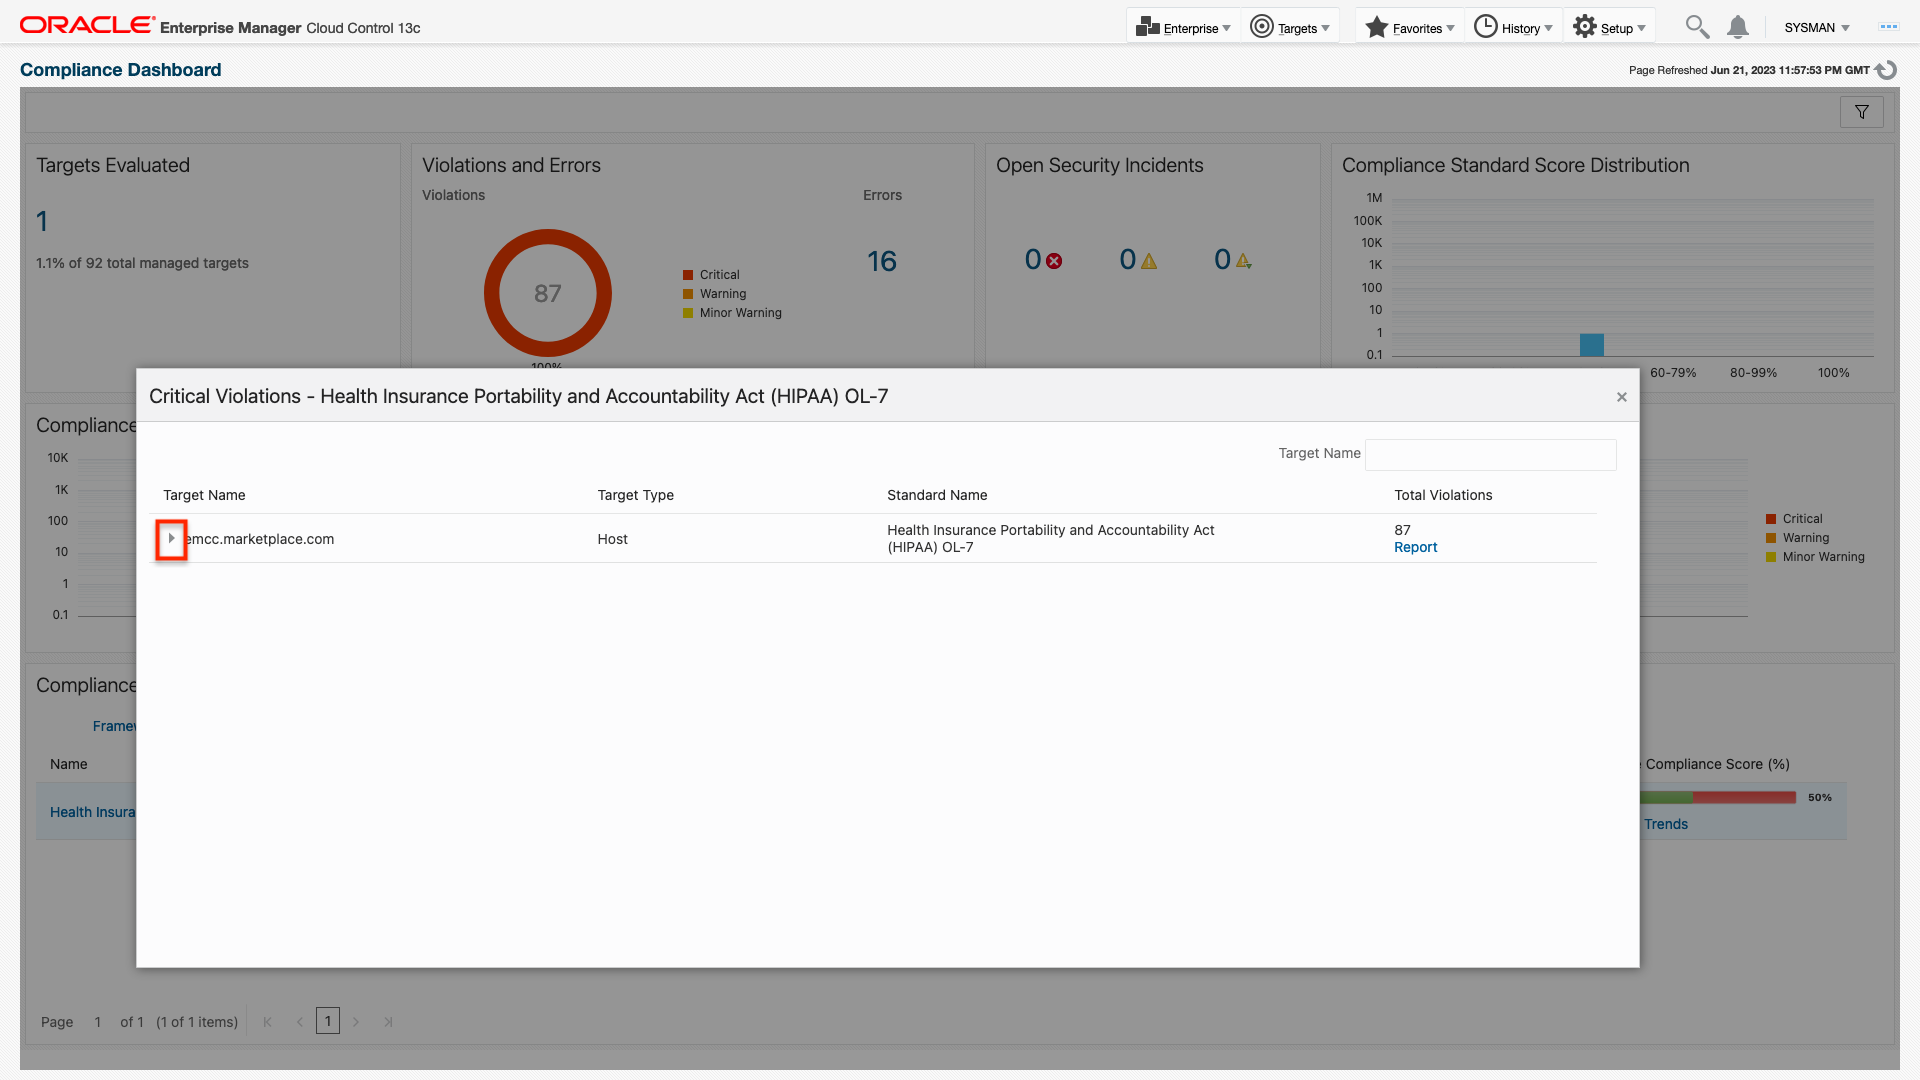 ORACLE Enterprise Manager Cloud Control 13c
Enterprise
Targets
Favorites
History
Setup
SYSMAN
Compliance Dashboard
Page Refreshed Jun 21, 2023 11:57:53 PM GMT
Targets Evaluated
1
1.1% of 92 total managed targets
Violations and Errors
Violations
Errors
87
Critical
Warning
Minor Warning
16
100%
Open Security Incidents
0
0
0
Compliance Standard Score Distribution
1M
100K
10K
1K
100
10
1
0.1
60-79%
80-99%
100%
Critical Violations - Health Insurance Portability and Accountability Act (HIPAA) OL-7
×
Target Name
Target Name
Target Type
Standard Name
Total Violations
emcc.marketplace.com
Host
Health Insurance Portability and Accountability Act
(HIPAA) OL-7
87
Report
Compliance
10K
1K
100
10
1
0.1
Critical
Warning
Minor Warning
Compliance
Framew
Name
Compliance Score (%)
Health Insura
50%
Trends
Page 1 of 1 (1 of 1 items)
1